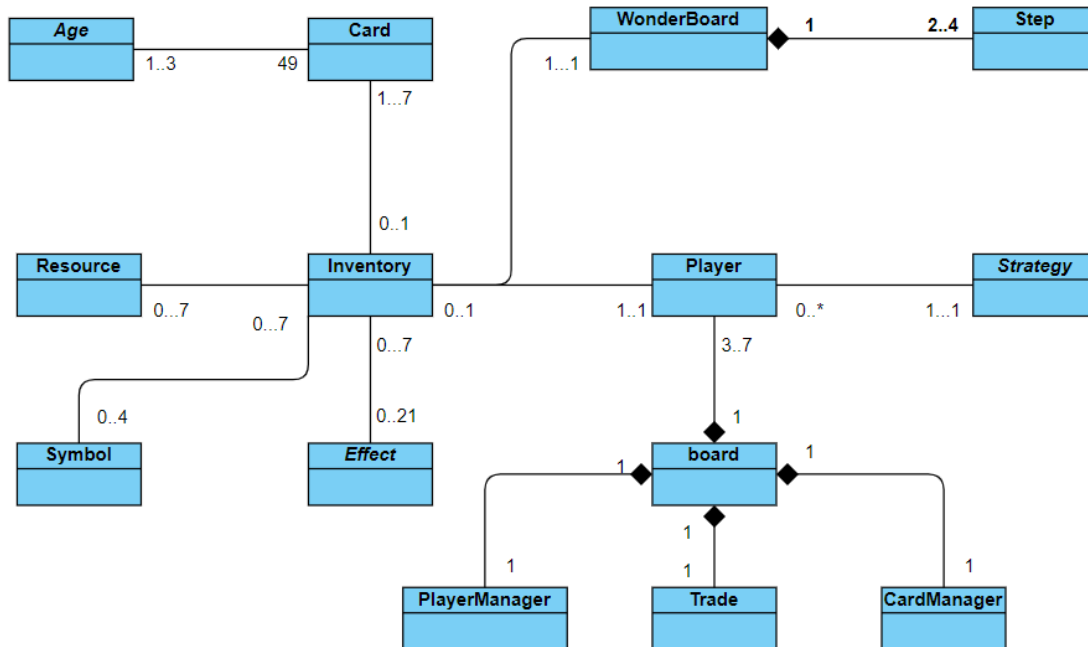 Age
Card
WonderBoard
Step
1..3
49
1...7
1...1
1
2..4
0..1
Resource
Inventory
Player
Strategy
0...7
0...7
0...7
0..1
1..1
0..*
1...1
3..7
0..4
0..21
1
Symbol
Effect
board
1
1
1
1
1
1
PlayerManager
Trade
CardManager